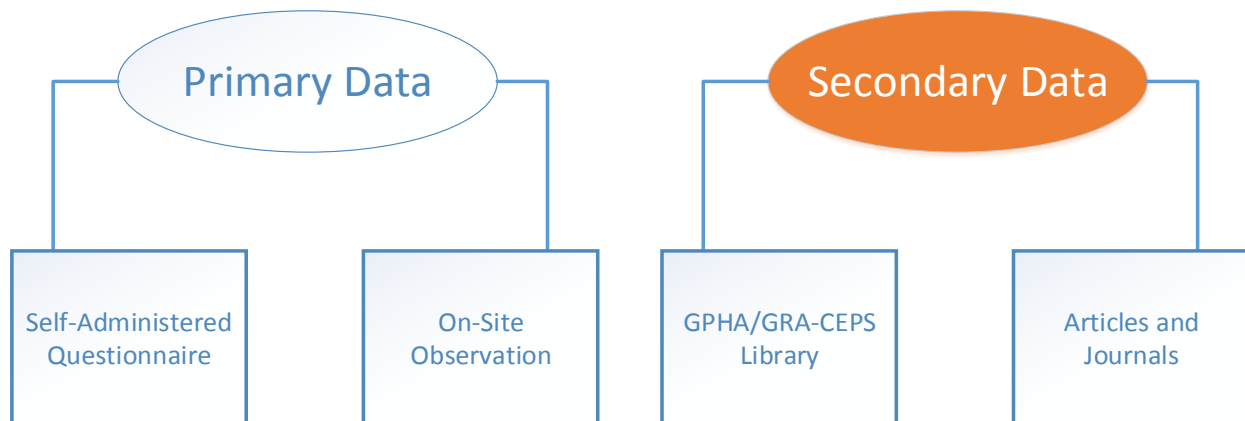 Primary Data
Secondary Data
Self-Administered
Questionnaire
On-Site
Observation
GPHA/GRA-CEPS
Library
Articles and
Journals